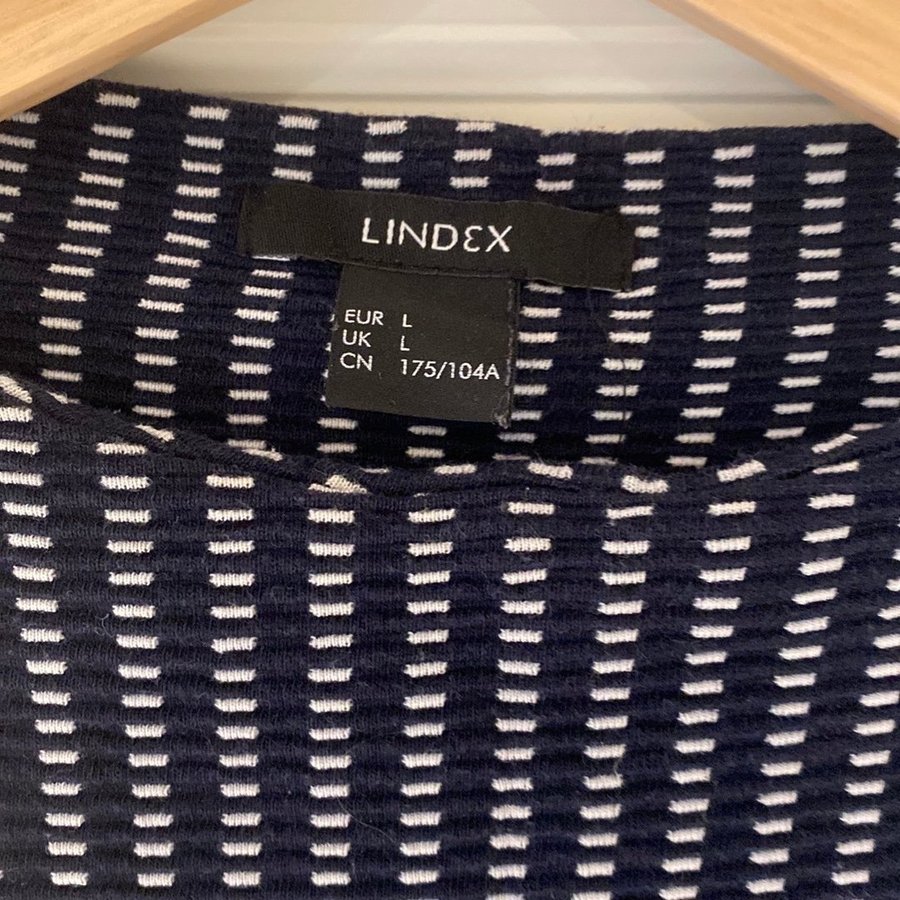 LINDEX
EUR L
UK L
CN 175/104A